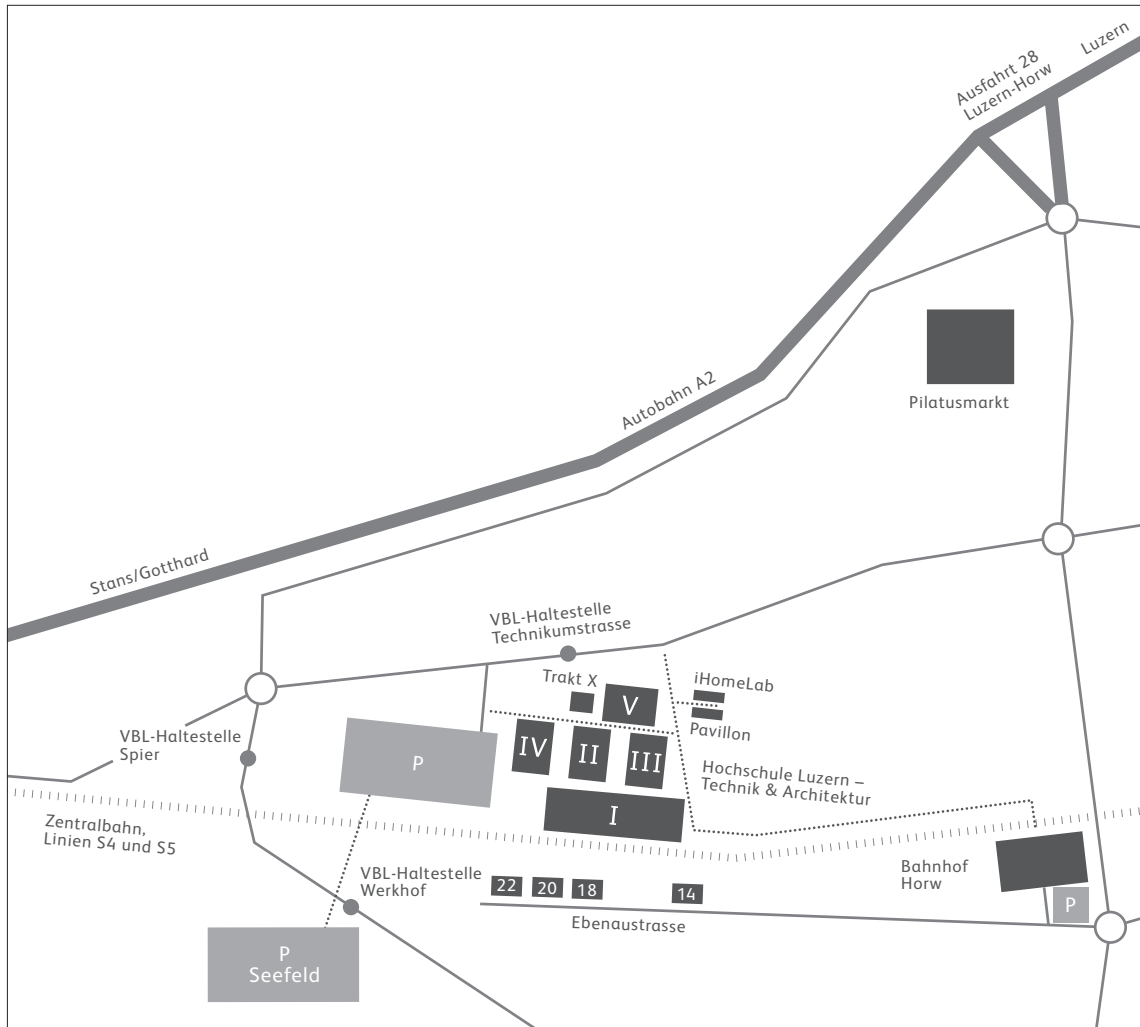 Luzern
Ausfahrt 28
Luzern-Horw
Pilatusmarkt
Autobahn A2
Stans/Gotthard
VBL-Haltestelle
Technikumstrasse
Trakt X
V
iHomeLab
Pavillon
VBL-Haltestelle
Spier
P
IV
II
III
Hochschule Luzern –
Technik & Architektur
I
Zentralbahn,
Linien S4 und S5
Bahnhof
Horw
P
VBL-Haltestelle
Werkhof
22
20
18
14
Ebenaustrasse
P
Seefeld